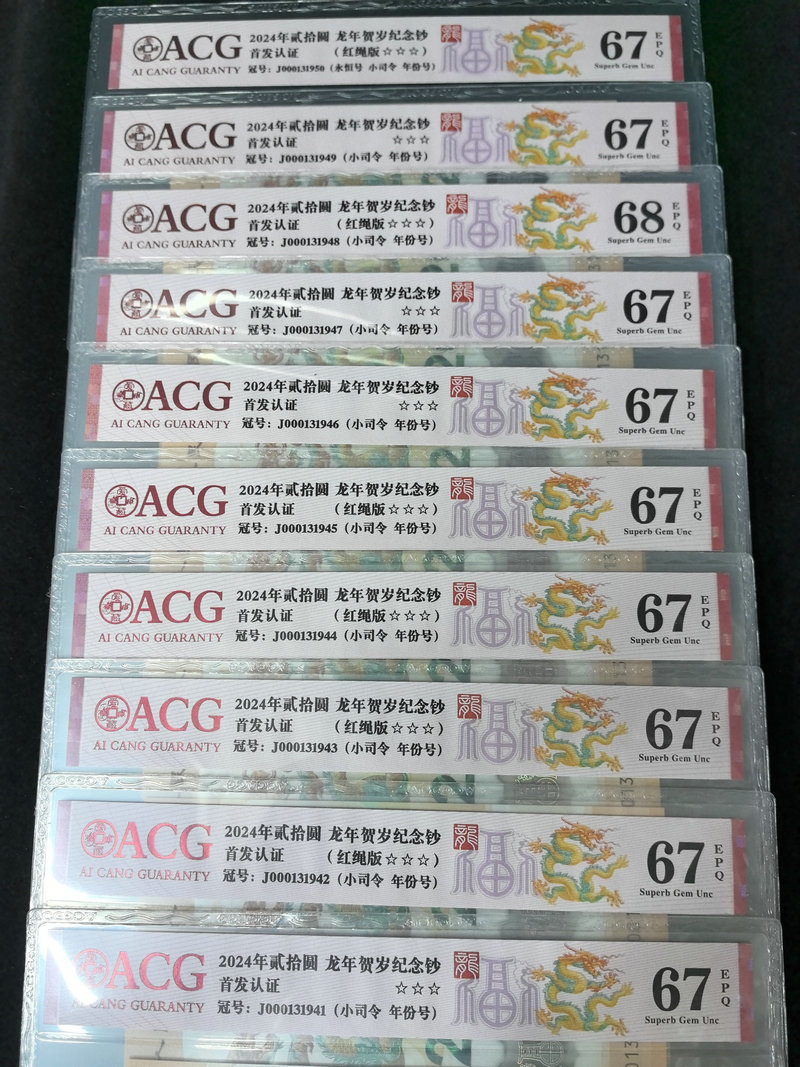 ACG
AI CANG GUARANTY
2024年贰拾圆 龙年贺岁纪念钞
首发认证 (红绳版☆☆☆)
冠号: J000131950 (永恒号 小司令 年份号)
龍
福
67 EPQ
Superb Gem Unc
ACG
AI CANG GUARANTY
2024年贰拾圆 龙年贺岁纪念钞
首发认证 ☆☆☆
冠号: J000131949 (小司令 年份号)
龍
福
67 EPQ
Superb Gem Unc
ACG
AI CANG GUARANTY
2024年贰拾圆 龙年贺岁纪念钞
首发认证 (红绳版☆☆☆)
冠号: J000131948 (小司令 年份号)
龍
福
68 EPQ
Superb Gem Unc
ACG
AI CANG GUARANTY
2024年贰拾圆 龙年贺岁纪念钞
首发认证 ☆☆☆
冠号: J000131947 (小司令 年份号)
龍
福
67 EPQ
Superb Gem Unc
ACG
AI CANG GUARANTY
2024年贰拾圆 龙年贺岁纪念钞
首发认证 ☆☆☆
冠号: J000131946 (小司令 年份号)
龍
福
67 EPQ
Superb Gem Unc
ACG
AI CANG GUARANTY
2024年贰拾圆 龙年贺岁纪念钞
首发认证 (红绳版☆☆☆)
冠号: J000131945 (小司令 年份号)
龍
福
67 EPQ
Superb Gem Unc
ACG
AI CANG GUARANTY
2024年贰拾圆 龙年贺岁纪念钞
首发认证 (红绳版☆☆☆)
冠号: J000131944 (小司令 年份号)
龍
福
67 EPQ
Superb Gem Unc
ACG
AI CANG GUARANTY
2024年贰拾圆 龙年贺岁纪念钞
首发认证 (红绳版☆☆☆)
冠号: J000131943 (小司令 年份号)
龍
福
67 EPQ
Superb Gem Unc
ACG
AI CANG GUARANTY
2024年贰拾圆 龙年贺岁纪念钞
首发认证 (红绳版☆☆☆)
冠号: J000131942 (小司令 年份号)
龍
福
67 EPQ
Superb Gem Unc
ACG
AI CANG GUARANTY
2024年贰拾圆 龙年贺岁纪念钞
首发认证 ☆☆☆
冠号: J000131941 (小司令 年份号)
龍
福
67 EPQ
Superb Gem Unc